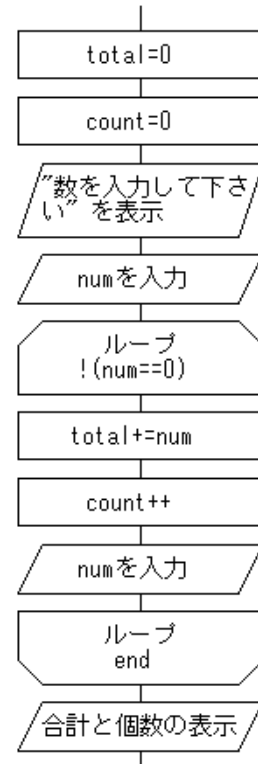 total=0
count=0
"数を入力して下さ
い" を表示
numを入力
ループ
!(num==0)
total+=num
count++
numを入力
ループ
end
合計と個数の表示